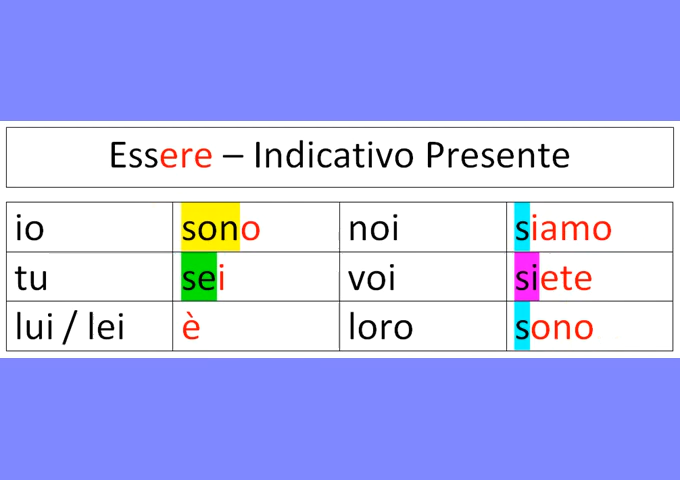 Essere – Indicativo Presente
io sono noi siamo
tu sei voi siete
lui / lei è loro sono